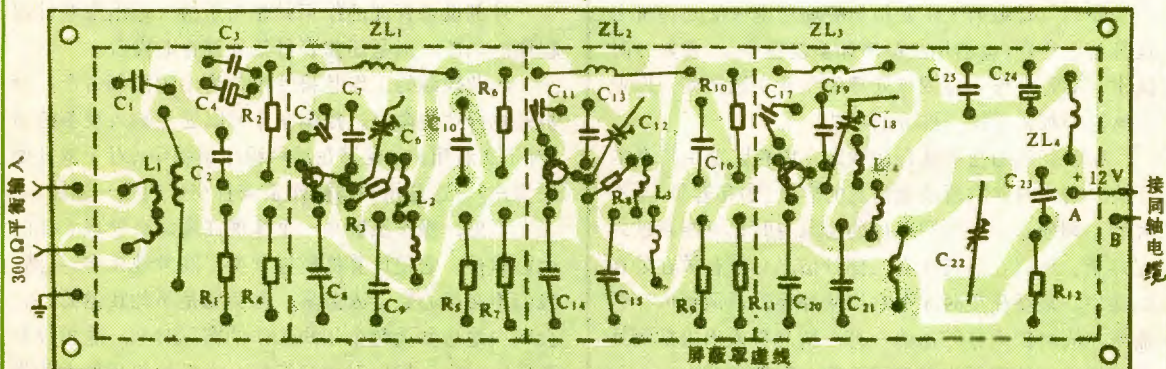 ZL₁
ZL₂
ZL₃
C₃
C₁
C₄
R₂
C₇
C₅
C₆
C₁₀
R₆
C₁₁
C₁₃
C₁₂
R₁₀
C₁₆
C₁₇
C₁₉
C₁₈
C₂₅
C₂₄
ZL₄
L₁
C₂
R₃
L₂
R₈
L₃
C₂₃
+12V
A
B
300Ω平衡输入
接同轴电缆
R₁
R₄
C₈
C₉
R₅
R₇
C₁₄
C₁₅
R₉
R₁₁
C₂₀
C₂₁
C₂₂
R₁₂
屏蔽罩虚线